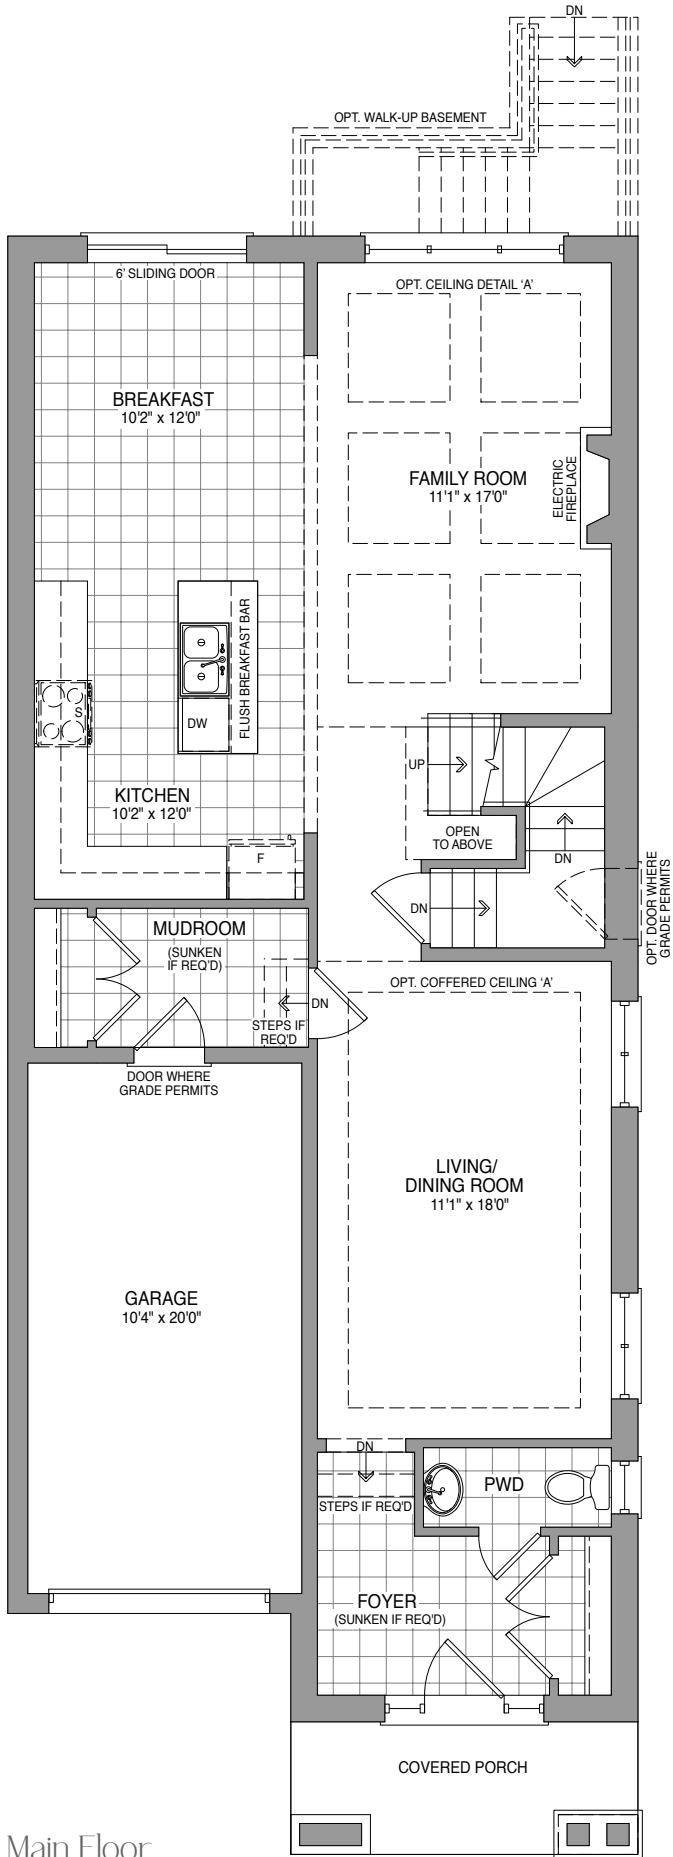 DN
OPT. WALK-UP BASEMENT
6' SLIDING DOOR
OPT. CEILING DETAIL 'A'
BREAKFAST
10'2" x 12'0"
FAMILY ROOM
11'1" x 17'0"
ELECTRIC
FIREPLACE
FLUSH BREAKFAST BAR
S
DW
UP
KITCHEN
10'2" x 12'0"
OPEN
TO ABOVE
F
DN
OPT. DOOR WHERE
GRADE PERMITS
DN
MUDROOM
(SUNKEN
IF REQ'D)
OPT. COFFERED CEILING 'A'
DN
STEPS IF
REQ'D
DOOR WHERE
GRADE PERMITS
LIVING/
DINING ROOM
11'1" x 18'0"
GARAGE
10'4" x 20'0"
DN
STEPS IF REQ'D
PWD
FOYER
(SUNKEN IF REQ'D)
COVERED PORCH
Main Floor